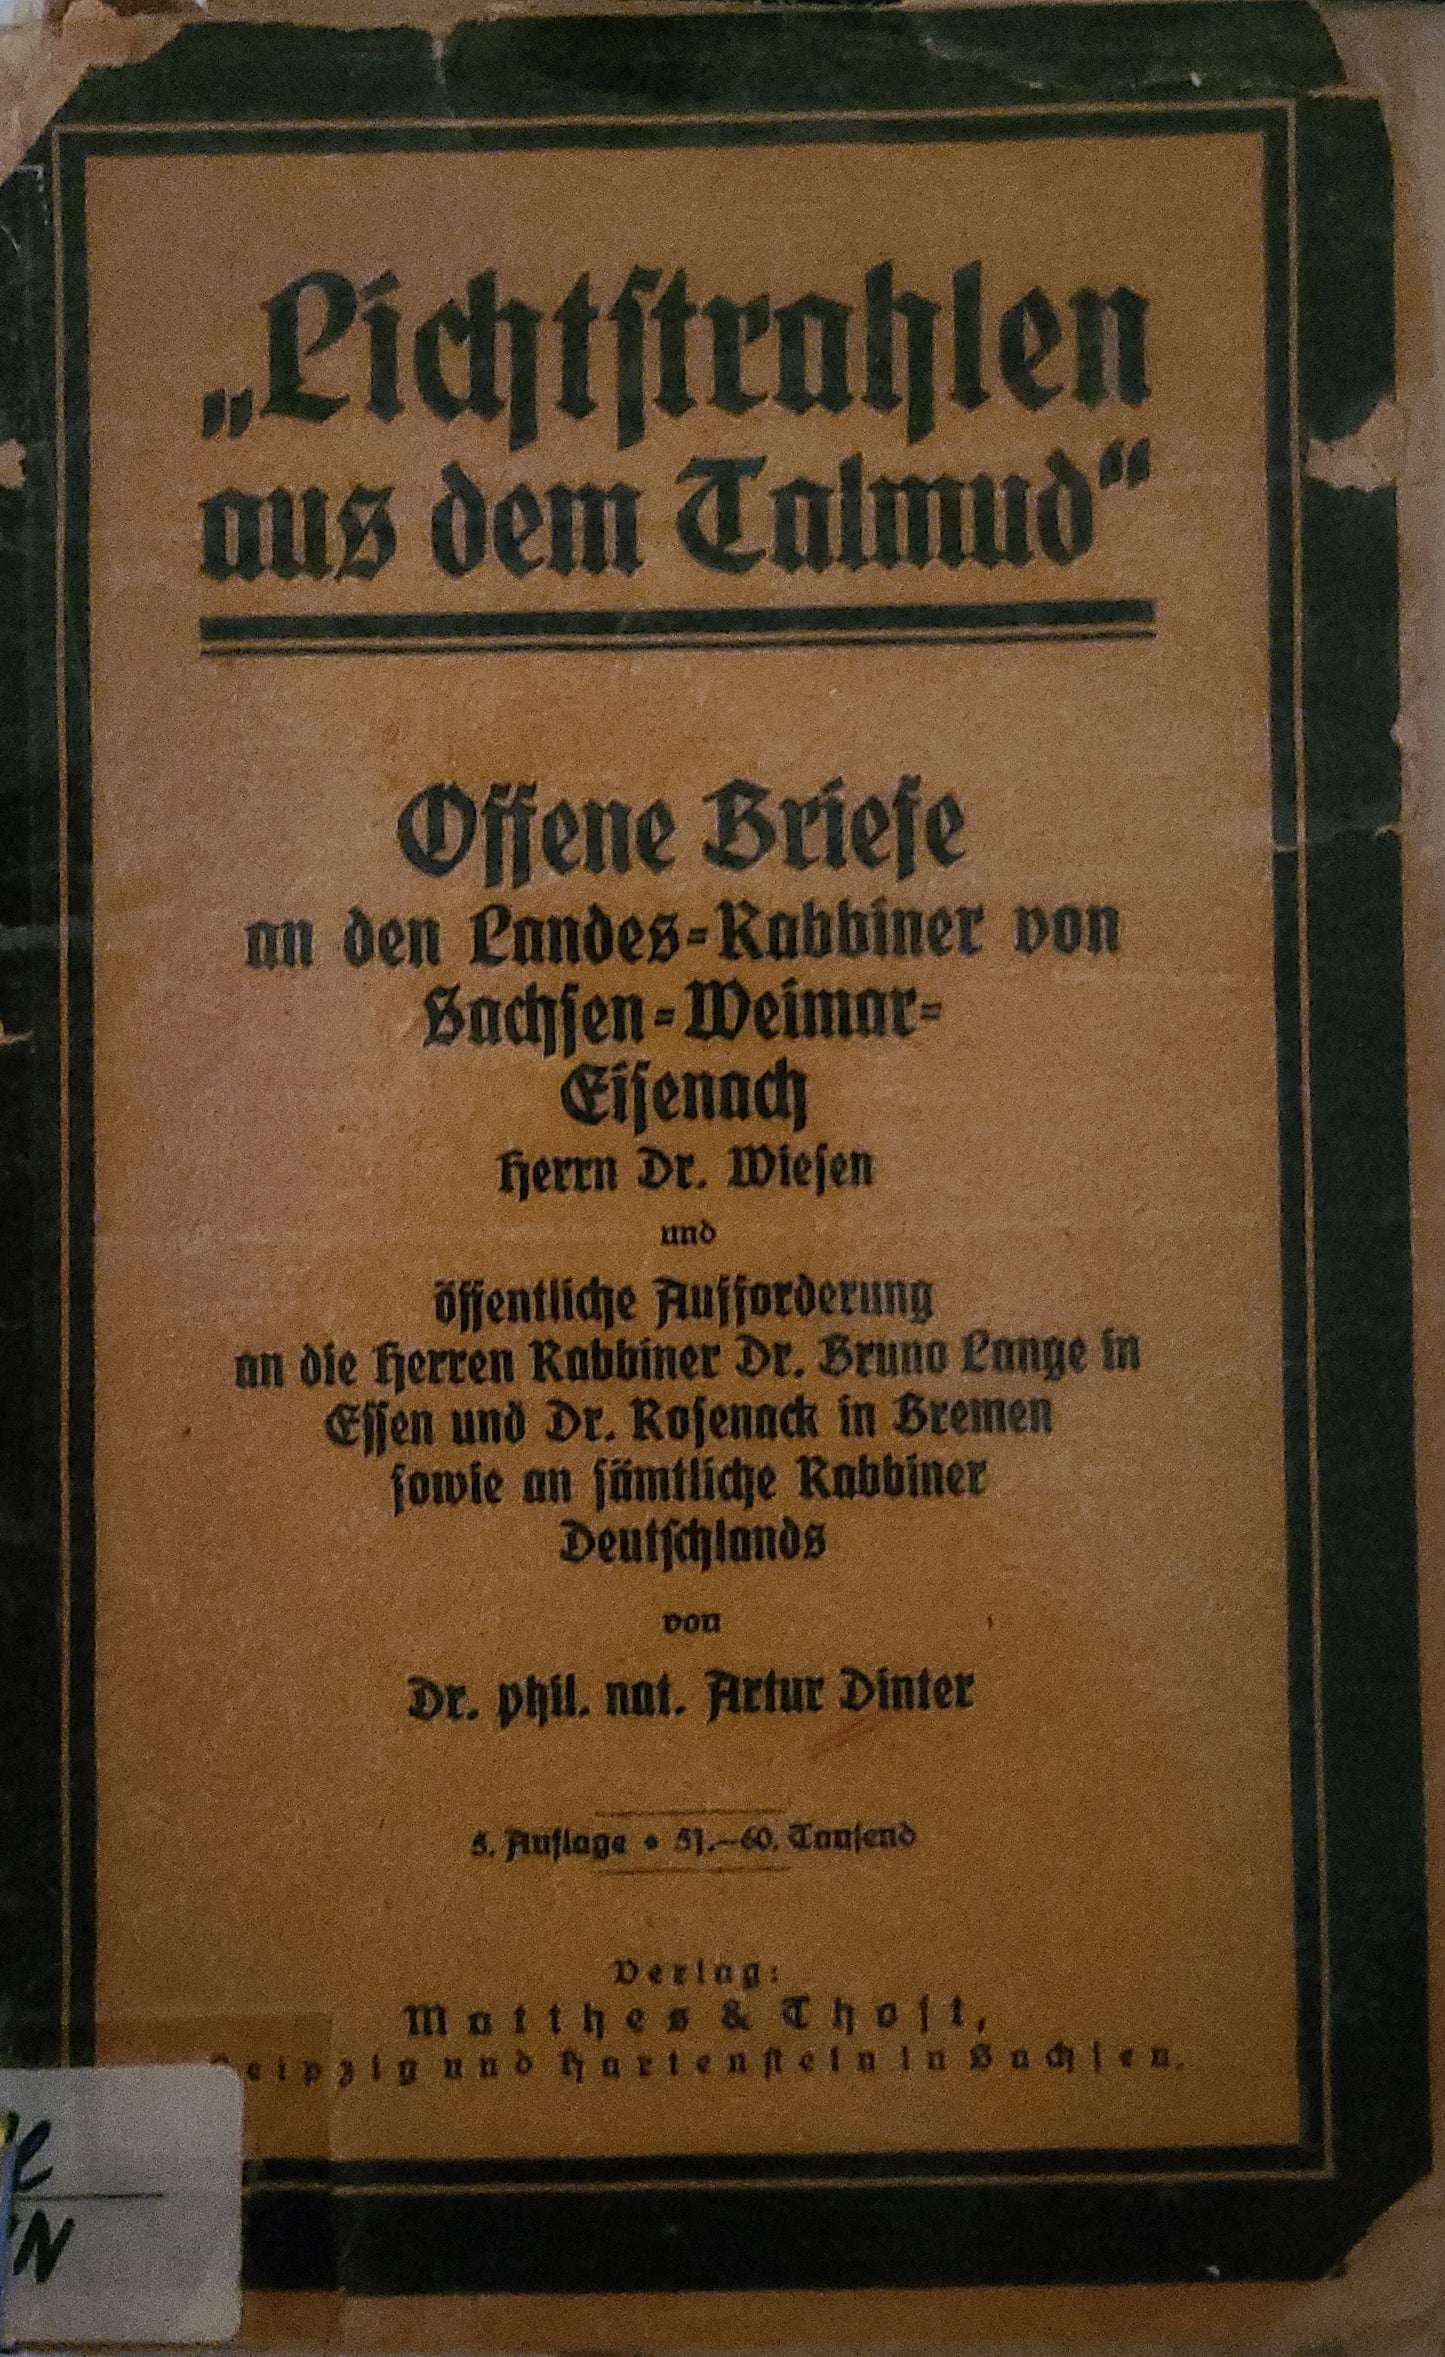 „Lichtstrahlen
aus dem Talmud“
Offene Briefe
an den Landes-Rabbiner von
Sachsen-Weimar-
Eisenach
Herrn Dr. Wiesen
und
öffentliche Aufforderung
an die Herren Rabbiner Dr. Bruno Lange in
Essen und Dr. Rosenack in Bremen
sowie an sämtliche Rabbiner
Deutschlands
von
Dr. phil. nat. Artur Dinter
5. Auflage • 51.–60. Tausend
Verlag:
Matthes & Thost,
Leipzig und Hartenstein in Sachsen.